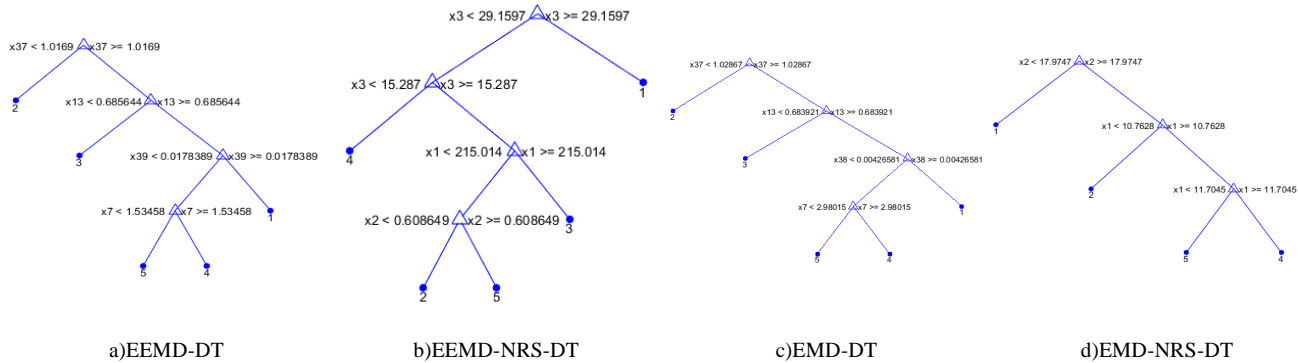 x37 < 1.0169 x37 >= 1.0169
2
x13 < 0.685644 x13 >= 0.685644
3
x39 < 0.0178389 x39 >= 0.0178389
x7 < 1.53458 x7 >= 1.53458
1
5
4
a)EEMD-DT
x3 < 29.1597 x3 >= 29.1597
x3 < 15.287 x3 >= 15.287
1
4
x1 < 215.014 x1 >= 215.014
x2 < 0.608649 x2 >= 0.608649
3
2
5
b)EEMD-NRS-DT
x37 < 1.02867 x37 >= 1.02867
2
x13 < 0.683921 x13 >= 0.683921
3
x38 < 0.00426581 x38 >= 0.00426581
x7 < 2.98015 x7 >= 2.98015
1
5
4
c)EMD-DT
x2 < 17.9747 x2 >= 17.9747
1
x1 < 10.7628 x1 >= 10.7628
2
x1 < 11.7045 x1 >= 11.7045
5
4
d)EMD-NRS-DT